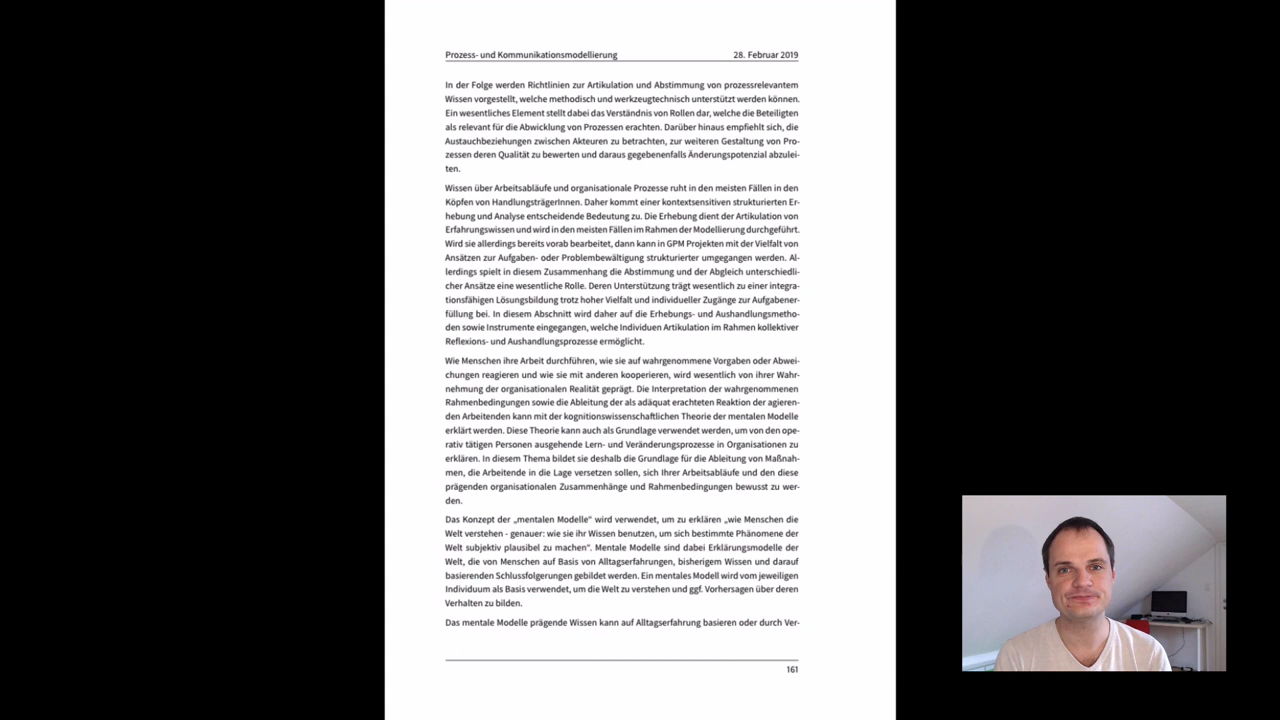 Prozess- und Kommunikationsmodellierung 28. Februar 2019
In der Folge werden Richtlinien zur Artikulation und Abstimmung von prozessrelevantem
Wissen vorgestellt, welche methodisch und werkzeugtechnisch unterstützt werden können.
Ein wesentliches Element stellt dabei das Verständnis von Rollen dar, welche die Beteiligten
als relevant für die Abwicklung von Prozessen erachten. Darüber hinaus empfiehlt sich, die
Austauchbeziehungen zwischen Akteuren zu betrachten, zur weiteren Gestaltung von Pro-
zessen deren Qualität zu bewerten und daraus gegebenenfalls Änderungspotenzial abzulei-
ten.
Wissen über Arbeitsabläufe und organisationale Prozesse ruht in den meisten Fällen in den
Köpfen von HandlungsträgerInnen. Daher kommt einer kontextsensitiven strukturierten Er-
hebung und Analyse entscheidende Bedeutung zu. Die Erhebung dient der Artikulation von
Erfahrungswissen und wird in den meisten Fällen im Rahmen der Modellierung durchgeführt.
Wird sie allerdings bereits vorab bearbeitet, dann kann in GPM Projekten mit der Vielfalt von
Ansätzen zur Aufgaben- oder Problembewältigung strukturierter umgegangen werden. Al-
lerdings spielt in diesem Zusammenhang die Abstimmung und der Abgleich unterschiedli-
cher Ansätze eine wesentliche Rolle. Deren Unterstützung trägt wesentlich zu einer integra-
tionsfähigen Lösungsbildung trotz hoher Vielfalt und individueller Zugänge zur Aufgabener-
füllung bei. In diesem Abschnitt wird daher auf die Erhebungs- und Aushandlungsmetho-
den sowie Instrumente eingegangen, welche Individuen Artikulation im Rahmen kollektiver
Reflexions- und Aushandlungsprozesse ermöglicht.
Wie Menschen ihre Arbeit durchführen, wie sie auf wahrgenommene Vorgaben oder Abwei-
chungen reagieren und wie sie mit anderen kooperieren, wird wesentlich von ihrer Wahr-
nehmung der organisationalen Realität geprägt. Die Interpretation der wahrgenommenen
Rahmenbedingungen sowie die Ableitung der als adäquat erachteten Reaktion der agieren-
den Arbeitenden kann mit der kognitionswissenschaftlichen Theorie der mentalen Modelle
erklärt werden. Diese Theorie kann auch als Grundlage verwendet werden, um von den ope-
rativ tätigen Personen ausgehende Lern- und Veränderungsprozesse in Organisationen zu
erklären. In diesem Thema bildet sie deshalb die Grundlage für die Ableitung von Maßnah-
men, die Arbeitende in die Lage versetzen sollen, sich Ihrer Arbeitsabläufe und den diese
prägenden organisationalen Zusammenhänge und Rahmenbedingungen bewusst zu wer-
den.
Das Konzept der „mentalen Modelle“ wird verwendet, um zu erklären „wie Menschen die
Welt verstehen - genauer: wie sie ihr Wissen benutzen, um sich bestimmte Phänomene der
Welt subjektiv plausibel zu machen“. Mentale Modelle sind dabei Erklärungsmodelle der
Welt, die von Menschen auf Basis von Alltagserfahrungen, bisherigem Wissen und darauf
basierenden Schlussfolgerungen gebildet werden. Ein mentales Modell wird vom jeweiligen
Individuum als Basis verwendet, um die Welt zu verstehen und ggf. Vorhersagen über deren
Verhalten zu bilden.
Das mentale Modelle prägende Wissen kann auf Alltagserfahrung basieren oder durch Ver-
161